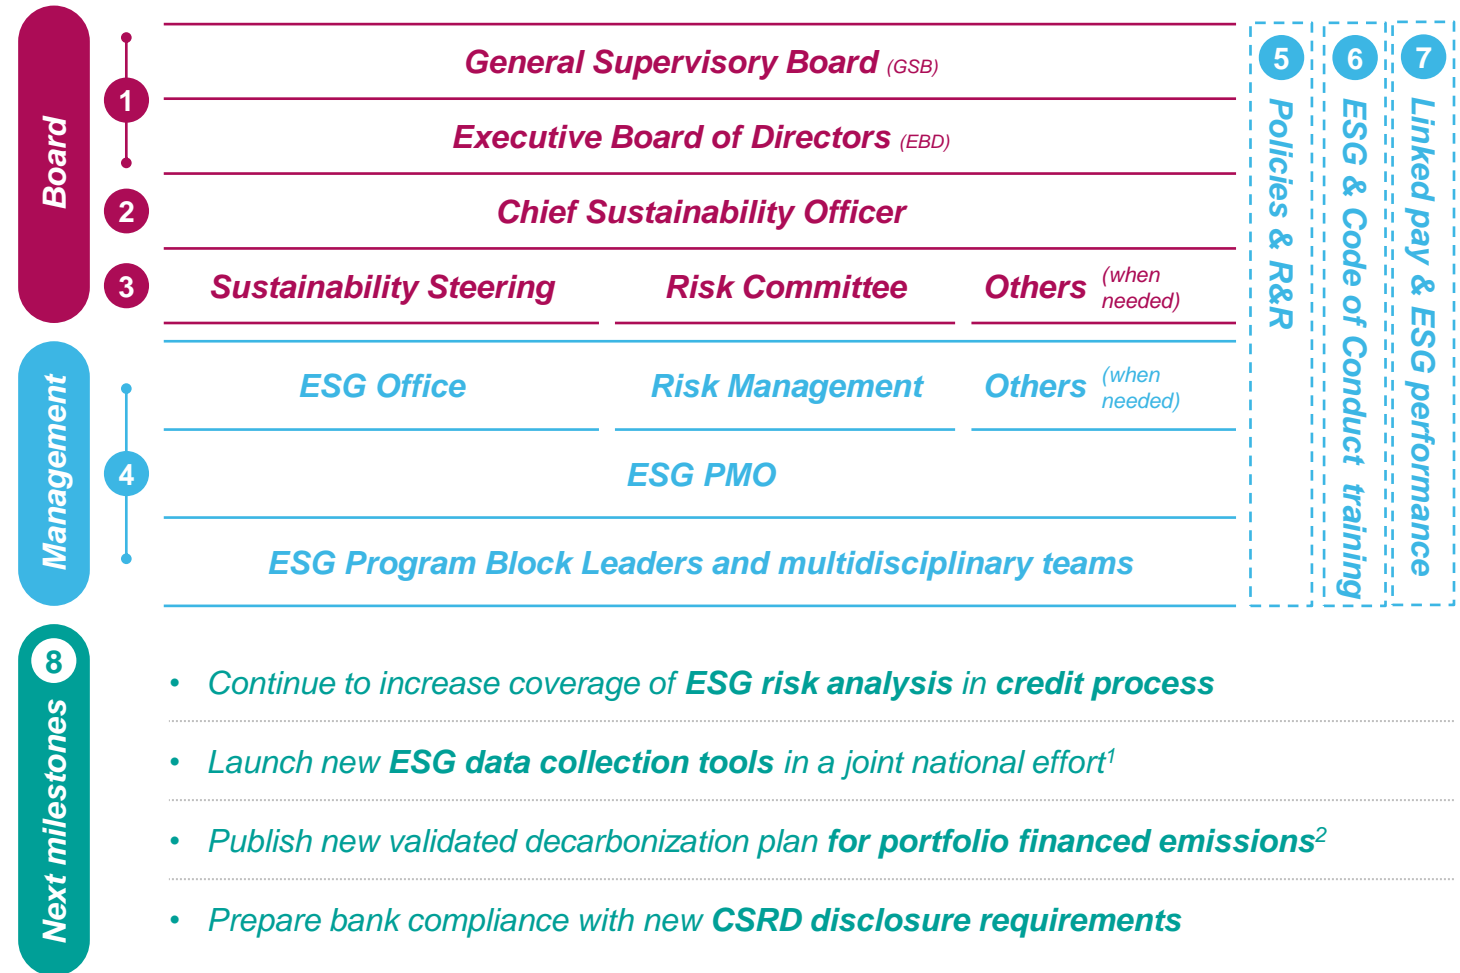 Board
1
General Supervisory Board (GSB)
Executive Board of Directors (EBD)
2
Chief Sustainability Officer
3
Sustainability Steering
Risk Committee
Others (when
needed)
Management
4
ESG Office
Risk Management
Others (when
needed)
ESG PMO
ESG Program Block Leaders and multidisciplinary teams
5
Policies & R&R
6
ESG & Code of Conduct training
7
Linked pay & ESG performance
8
Next milestones
• Continue to increase coverage of ESG risk analysis in credit process
• Launch new ESG data collection tools in a joint national effort1
• Publish new validated decarbonization plan for portfolio financed emissions2
• Prepare bank compliance with new CSRD disclosure requirements